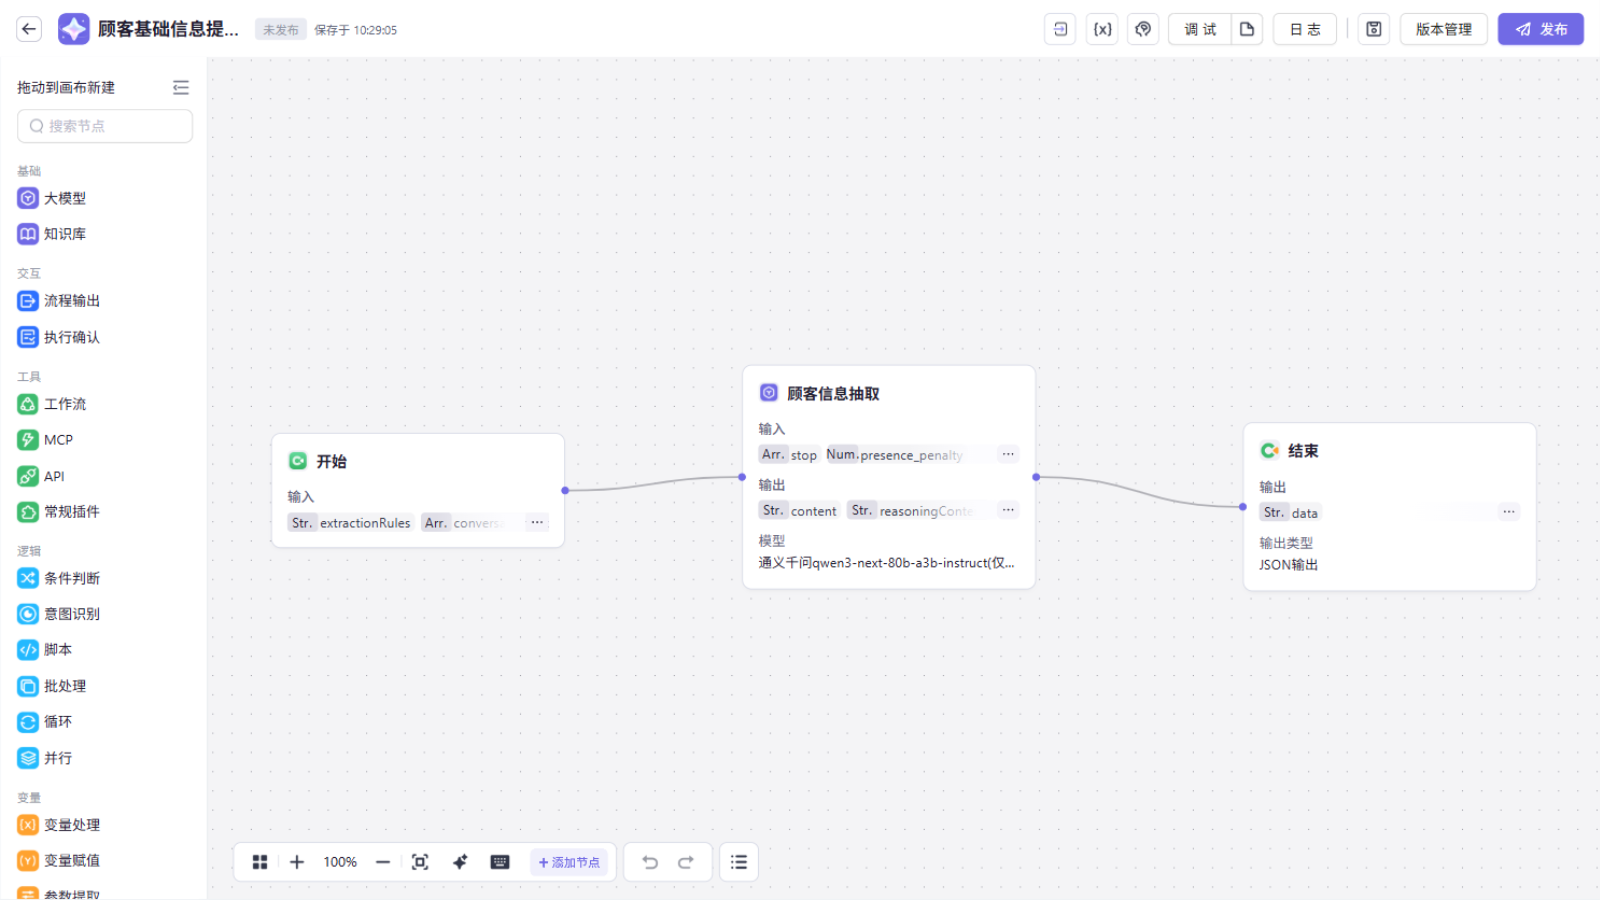 顾客基础信息提...
未发布
保存于 10:29:05
{x}
调 试
日 志
版本管理
发布
拖动到画布新建
搜索节点
基础
大模型
知识库
交互
流程输出
执行确认
工具
工作流
MCP
API
常规插件
逻辑
条件判断
意图识别
脚本
批处理
循环
并行
变量
变量处理
变量赋值
参数提取
开始
输入
Str. extractionRules Arr. convers
...
顾客信息抽取
输入
Arr. stop Num. presence_penalty ...
输出
Str. content Str. reasoningConte ...
模型
通义千问qwen3-next-80b-a3b-instruct(仅...
结束
输出
Str. data ...
输出类型
JSON输出
100%
+ 添加节点